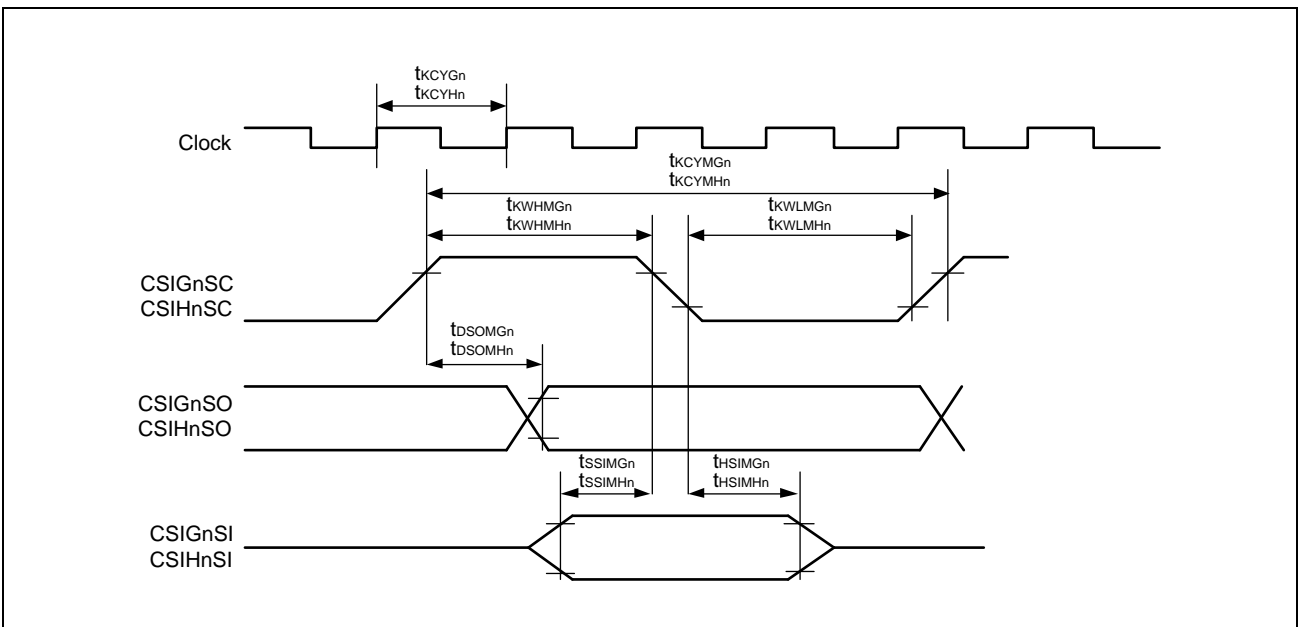 tKCYGn
tKCYHn
Clock
tKCYMGn
tKCYMHn
tKWHMGn
tKWHMHn
tKWLMGn
tKWLMHn
CSIGnSC
CSIHnSC
tDSOMGn
tDSOMHn
CSIGnSO
CSIHnSO
tSSIMGn
tSSIMHn
tHSIMGn
tHSIMHn
CSIGnSI
CSIHnSI